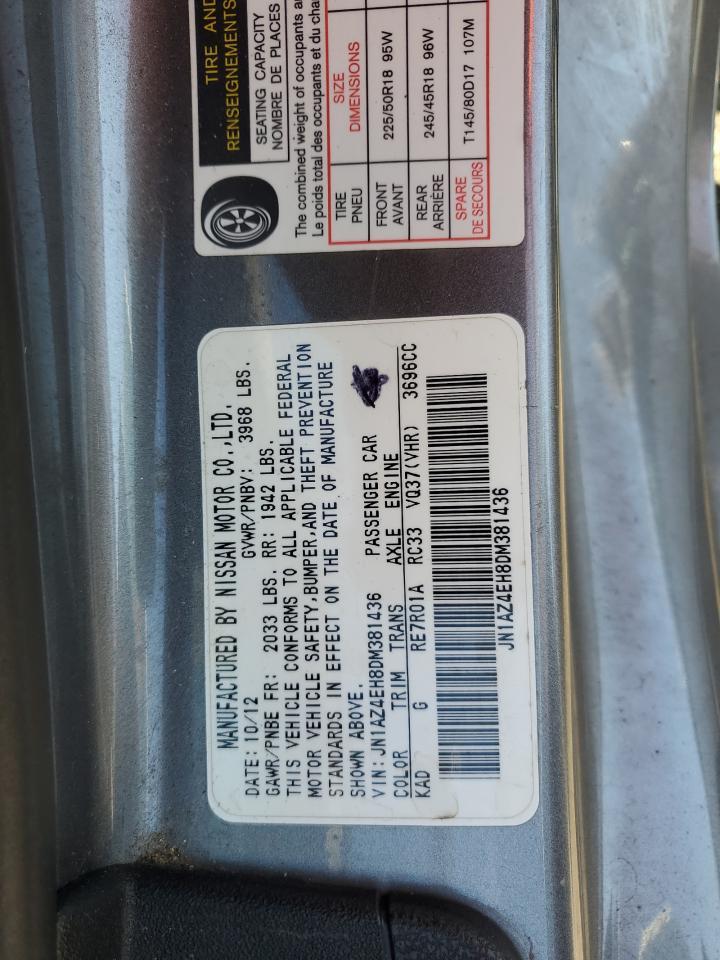 MANUFACTURED BY NISSAN MOTOR CO.,LTD.
DATE: 10/12 GVWR/PNBV: 3968 LBS.
GAWR/PNBE FR: 2033 LBS. RR: 1942 LBS.
THIS VEHICLE CONFORMS TO ALL APPLICABLE FEDERAL
MOTOR VEHICLE SAFETY,BUMPER,AND THEFT PREVENTION
STANDARDS IN EFFECT ON THE DATE OF MANUFACTURE
SHOWN ABOVE.
VIN: JN1AZ4EH8DM381436 PASSENGER CAR
COLOR TRIM TRANS AXLE ENGINE
KAD G RE7R01A RC33 VQ37(VHR) 3696CC
JN1AZ4EH8DM381436
TIRE AND
RENSEIGNEMENTS
SEATING CAPACITY
NOMBRE DE PLACES
The combined weight of occupants
Le poids total des occupants et du
TIRE SIZE
PNEU DIMENSIONS
FRONT 225/50R18 95W
AVANT
REAR 245/45R18 96W
ARRIÈRE
SPARE T145/80D17 107M
DE SECOURS